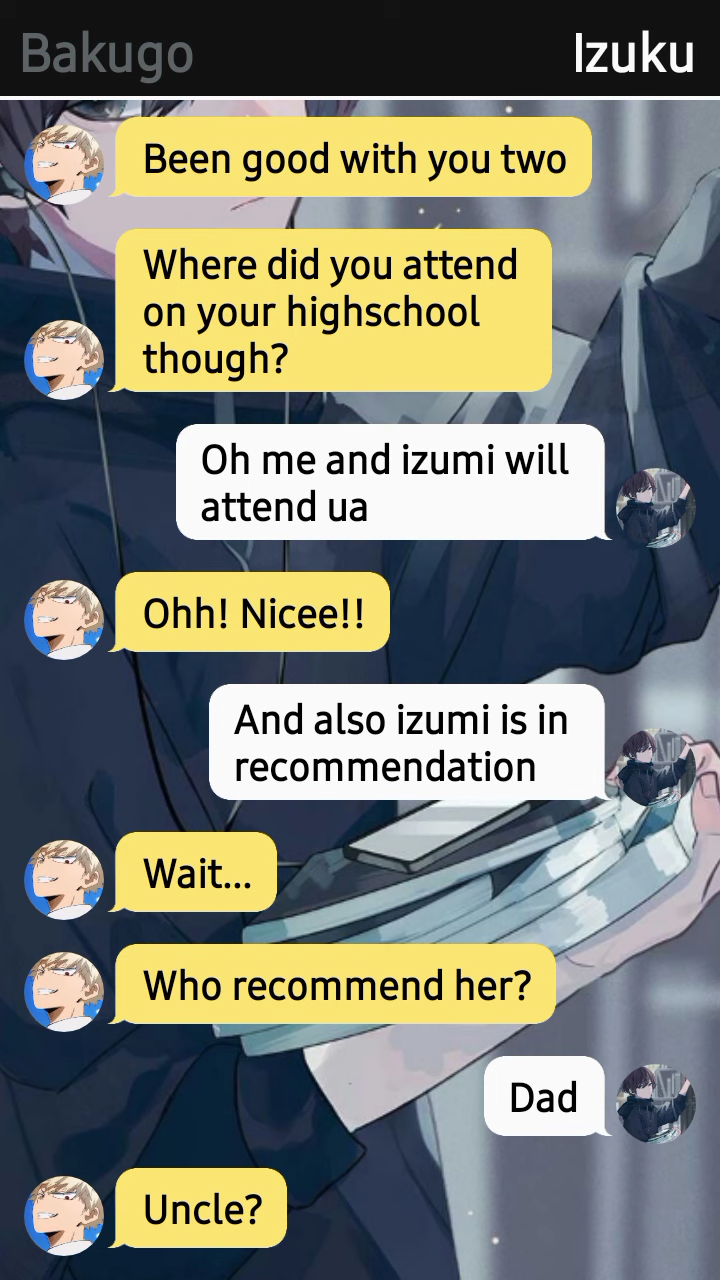 Bakugo
Izuku
Been good with you two
Where did you attend
on your highschool
though?
Oh me and izumi will
attend ua
Ohh! Nicee!!
And also izumi is in
recommendation
Wait...
Who recommend her?
Dad
Uncle?